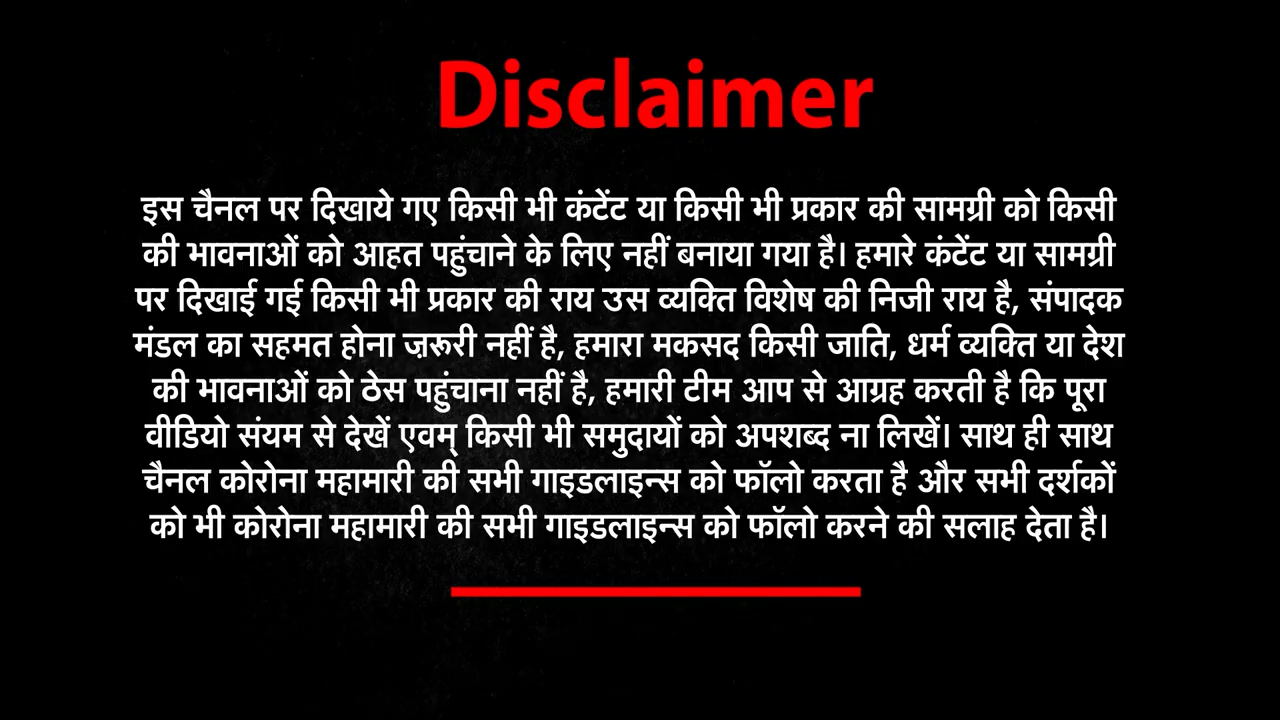 Disclaimer
इस चैनल पर दिखाये गए किसी भी कंटेंट या किसी भी प्रकार की सामग्री को किसी
की भावनाओं को आहत पहुंचाने के लिए नहीं बनाया गया है। हमारे कंटेंट या सामग्री
पर दिखाई गई किसी भी प्रकार की राय उस व्यक्ति विशेष की निजी राय है, संपादक
मंडल का सहमत होना ज़रूरी नहीं है, हमारा मकसद किसी जाति, धर्म व्यक्ति या देश
की भावनाओं को ठेस पहुंचाना नहीं है, हमारी टीम आप से आग्रह करती है कि पूरा
वीडियो संयम से देखें एवम् किसी भी समुदायों को अपशब्द ना लिखें। साथ ही साथ
चैनल कोरोना महामारी की सभी गाइडलाइन्स को फॉलो करता है और सभी दर्शकों
को भी कोरोना महामारी की सभी गाइडलाइन्स को फॉलो करने की सलाह देता है।